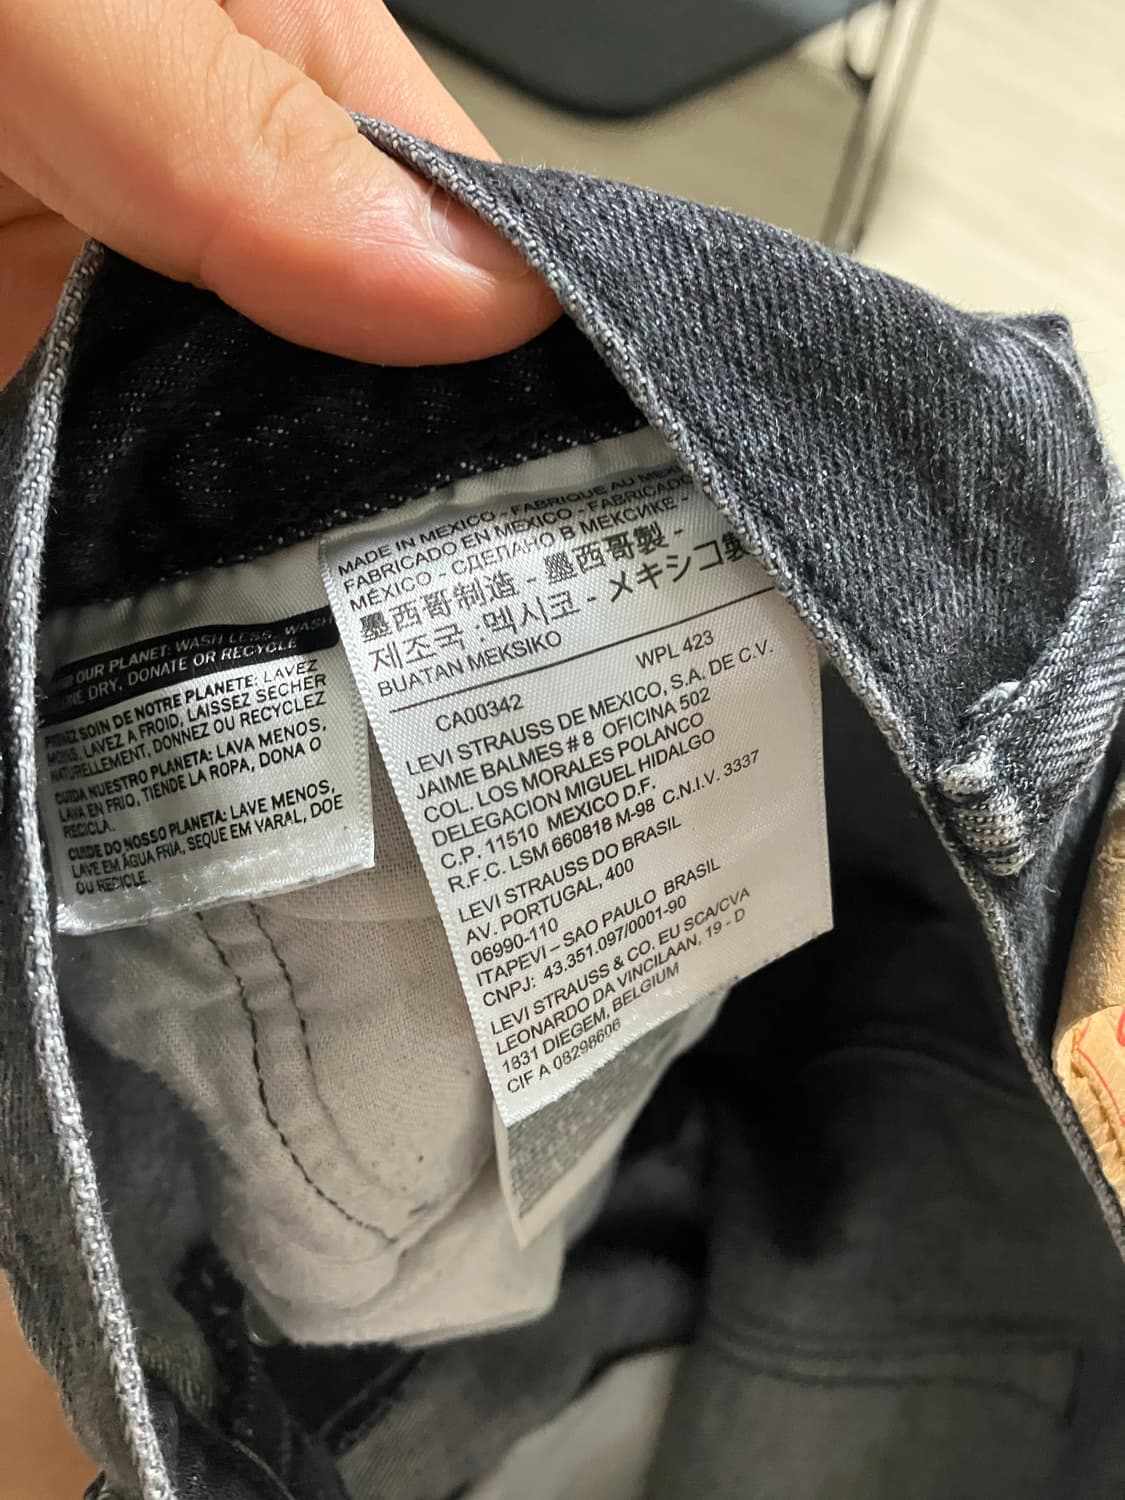 OUR PLANET: WASH LESS, WASH
LINE DRY, DONATE OR RECYCLE
PRENEZ SOIN DE NOTRE PLANETE: LAVEZ
MOINS, LAVEZ A FROID, LAISSEZ SECHER
NATURELLEMENT, DONNEZ OU RECYCLEZ
CUIDA NUESTRO PLANETA: LAVA MENOS,
LAVA EN FRIO, TIENDE LA ROPA, DONA O
RECICLA.
CUIDE DO NOSSO PLANETA: LAVE MENOS,
LAVE EM ÁGUA FRIA, SEQUE EM VARAL, DOE
OU RECICLE.
MADE IN MEXICO - FABRIQUE AU
FABRICADO EN MEXICO - FABRICADO
MÉXICO - СДЕЛАНО В МЕКСИКЕ -
墨西哥制造 - 墨西哥製 -
제조국 :멕시코 - メキシコ製
BUATAN MEKSIKO
WPL 423
CA00342
LEVI STRAUSS DE MEXICO, S.A. DE C.V.
JAIME BALMES # 8 OFICINA 502
COL. LOS MORALES POLANCO
DELEGACION MIGUEL HIDALGO
C.P. 11510 MEXICO D.F.
R.F.C. LSM 660818 M-98 C.N.I.V. 3337
LEVI STRAUSS DO BRASIL
AV. PORTUGAL, 400
06990-110
ITAPEVI – SAO PAULO BRASIL
CNPJ: 43.351.097/0001-90
LEVI STRAUSS & CO. EU SCA/CVA
LEONARDO DA VINCILAAN, 19 - D
1831 DIEGEM, BELGIUM
CIF A 08298606